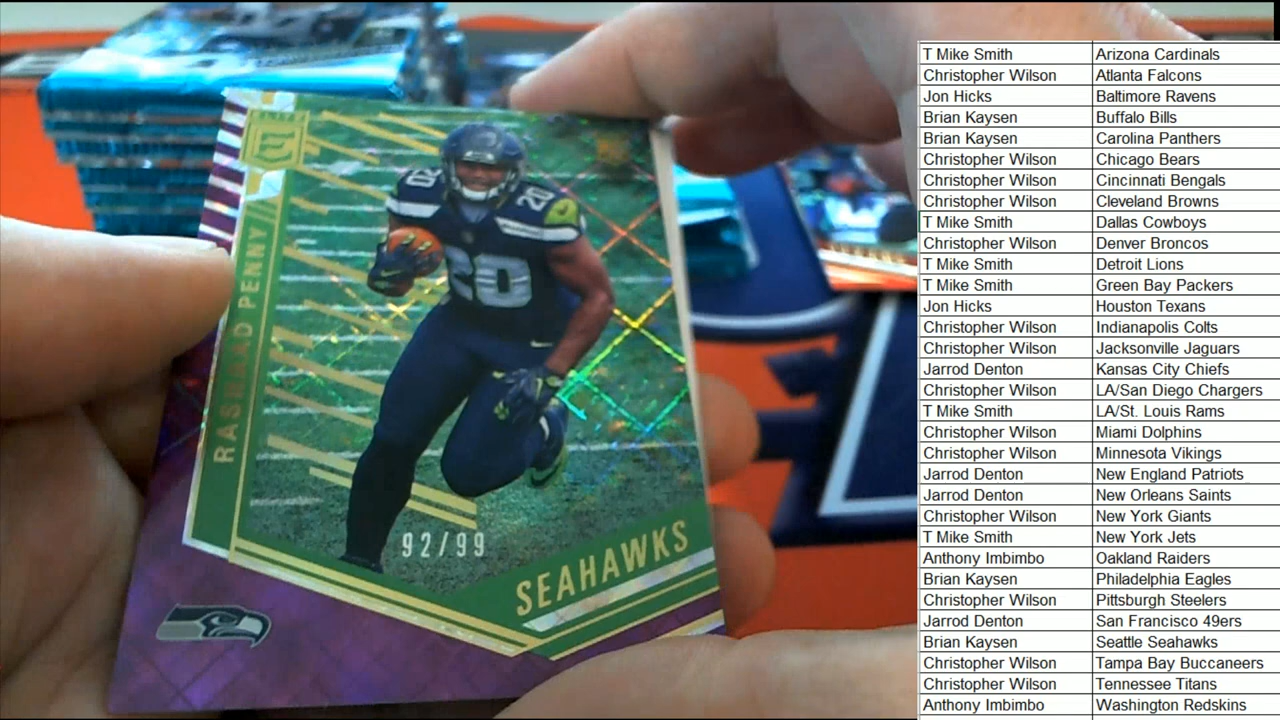 RASHAAD PENNY
20
20
20
92/99
SEAHAWKS
T Mike Smith Arizona Cardinals
Christopher Wilson Atlanta Falcons
Jon Hicks Baltimore Ravens
Brian Kaysen Buffalo Bills
Brian Kaysen Carolina Panthers
Christopher Wilson Chicago Bears
Christopher Wilson Cincinnati Bengals
Christopher Wilson Cleveland Browns
T Mike Smith Dallas Cowboys
Christopher Wilson Denver Broncos
T Mike Smith Detroit Lions
T Mike Smith Green Bay Packers
Jon Hicks Houston Texans
Christopher Wilson Indianapolis Colts
Christopher Wilson Jacksonville Jaguars
Jarrod Denton Kansas City Chiefs
Christopher Wilson LA/San Diego Chargers
T Mike Smith LA/St. Louis Rams
Christopher Wilson Miami Dolphins
Christopher Wilson Minnesota Vikings
Jarrod Denton New England Patriots
Jarrod Denton New Orleans Saints
Christopher Wilson New York Giants
T Mike Smith New York Jets
Anthony Imbimbo Oakland Raiders
Brian Kaysen Philadelphia Eagles
Christopher Wilson Pittsburgh Steelers
Jarrod Denton San Francisco 49ers
Brian Kaysen Seattle Seahawks
Christopher Wilson Tampa Bay Buccaneers
Christopher Wilson Tennessee Titans
Anthony Imbimbo Washington Redskins